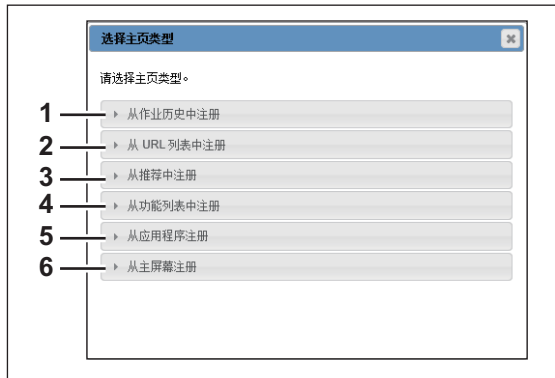 选择主页类型
请选择主页类型。
1 从作业历史中注册
2 从 URL 列表中注册
3 从推荐中注册
4 从功能列表中注册
5 从应用程序注册
6 从主屏幕注册